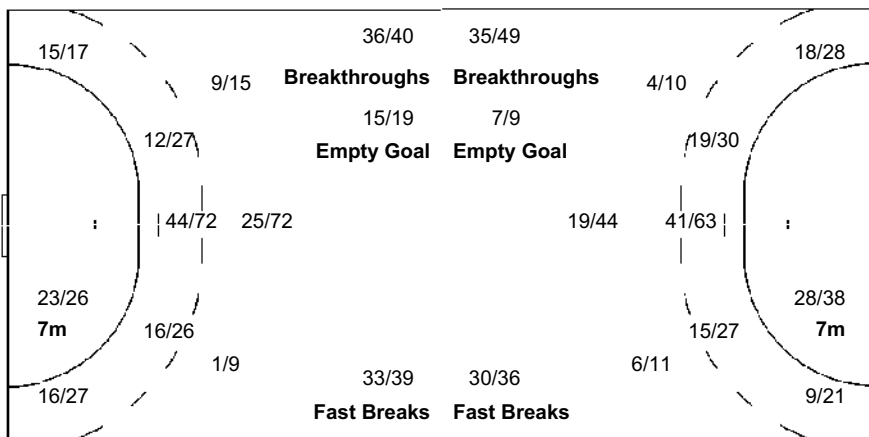 36/40 35/49
15/17 18/28
Breakthroughs Breakthroughs
9/15 4/10
15/19 7/9
12/27 19/30
Empty Goal Empty Goal
44/72 25/72 19/44 41/63
23/26 28/38
7m 16/26 15/27 7m
1/9 6/11
33/39 30/36
16/27 9/21
Fast Breaks Fast Breaks